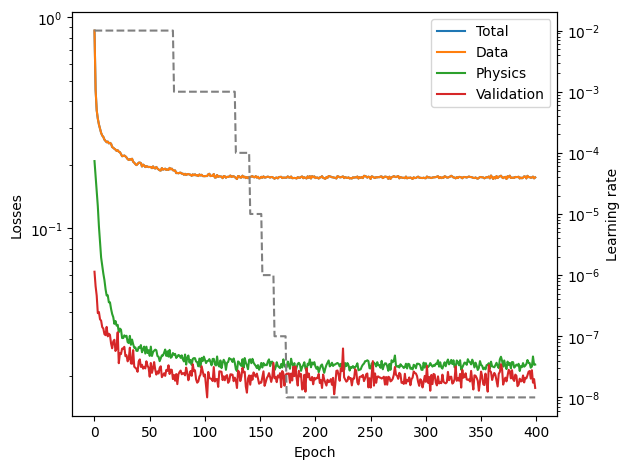 Total
Data
Physics
Validation
10⁰
10⁻¹
Losses
10⁻²
10⁻³
10⁻⁴
10⁻⁵
10⁻⁶
10⁻⁷
10⁻⁸
Learning rate
0 50 100 150 200 250 300 350 400
Epoch